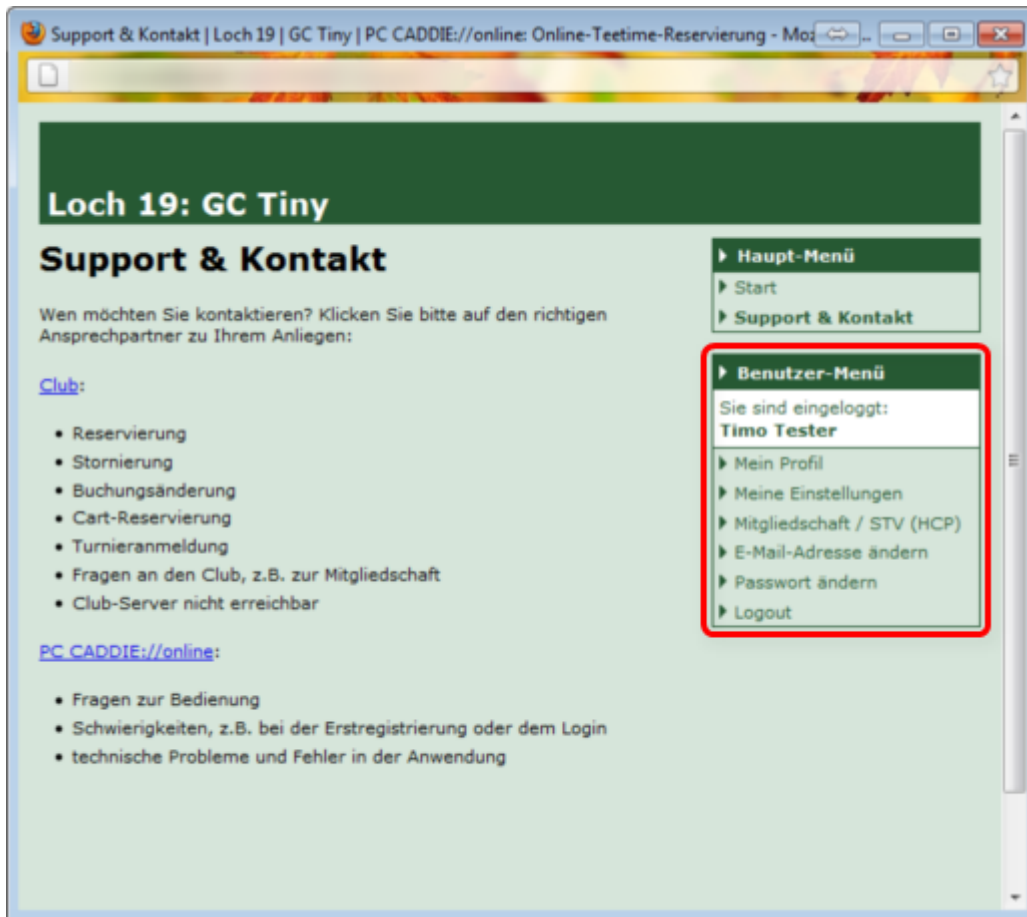 Support & Kontakt | Loch 19 | GC Tiny | PC CADDIE://online: Online-Teetime-Reservierung - Moz
Loch 19: GC Tiny
Support & Kontakt
Wen möchten Sie kontaktieren? Klicken Sie bitte auf den richtigen
Ansprechpartner zu Ihrem Anliegen:
Club:
• Reservierung
• Stornierung
• Buchungsänderung
• Cart-Reservierung
• Turnieranmeldung
• Fragen an den Club, z.B. zur Mitgliedschaft
• Club-Server nicht erreichbar
PC CADDIE://online:
• Fragen zur Bedienung
• Schwierigkeiten, z.B. bei der Erstregistrierung oder dem Login
• technische Probleme und Fehler in der Anwendung
Haupt-Menü
Start
Support & Kontakt
Benutzer-Menü
Sie sind eingeloggt:
Timo Tester
Mein Profil
Meine Einstellungen
Mitgliedschaft / STV (HCP)
E-Mail-Adresse ändern
Passwort ändern
Logout